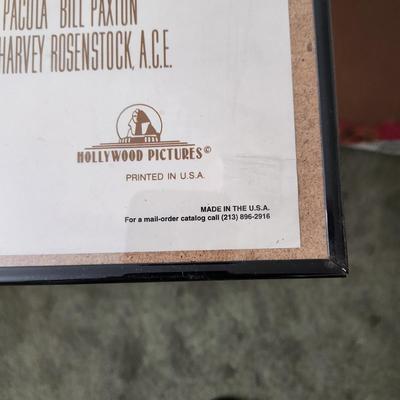 PACULA BILL PAXTON
HARVEY ROSENSTOCK, A.C.E.
HOLLYWOOD PICTURES©
PRINTED IN U.S.A.
MADE IN THE U.S.A.
For a mail-order catalog call (213) 896-2916